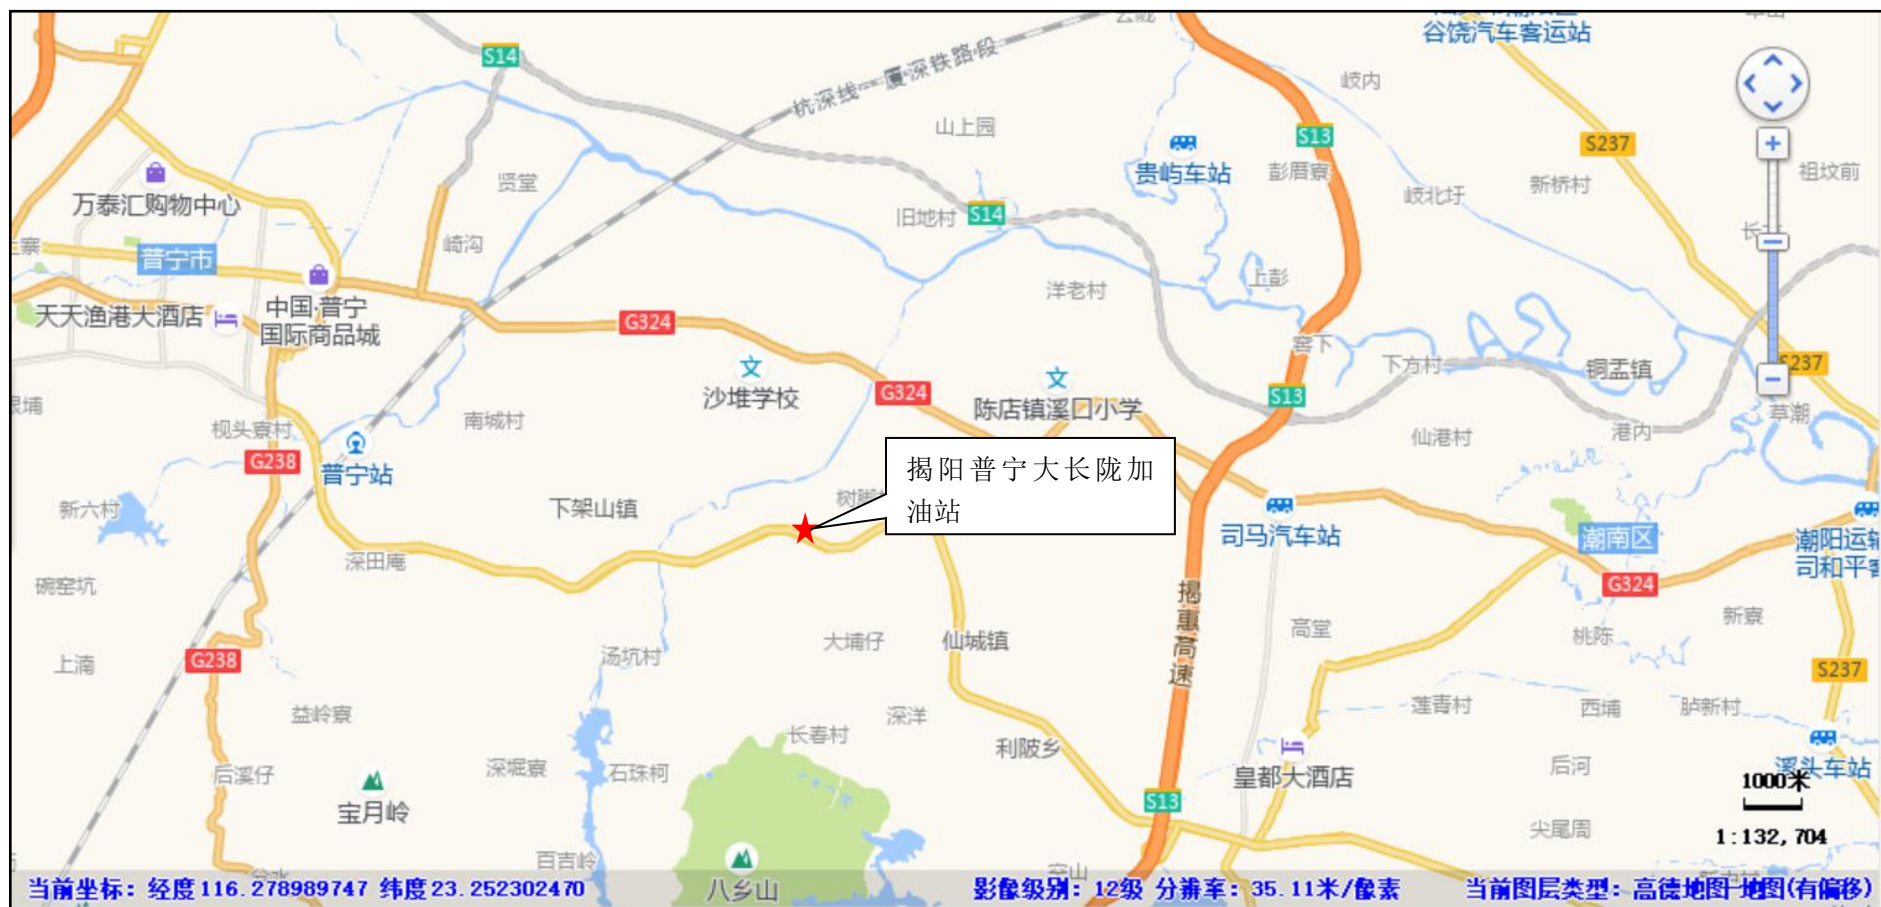 谷饶汽车客运站
S14
杭深线—厦深铁路段
岐内
山上园
S13
S237
贵屿车站
彭厝寮
祖坟前
贤堂
新桥村
岐北圩
万泰汇购物中心
旧地村
S14
崎沟
普宁市
上彭
洋老村
中国·普宁
国际商品城
天天渔港大酒店
G324
窖下
下方村
铜盂镇
S237
沙堆学校
G324
S13
陈店镇溪口小学
草潮
南城村
枧头寮村
仙港村
港内
G238
普宁站
揭阳普宁大长陇加
油站
新六村
下架山镇
司马汽车站
潮南区
潮阳运输
司和平客
深田庵
碗窑坑
G324
揭惠高速
新寮
高堂
桃陈
大埔仔
仙城镇
汤坑村
上湳
G238
S237
莲青村
西埔
胪新村
益岭寮
深洋
长春村
利陂乡
后溪仔
深堀寮
石珠柯
皇都大酒店
后河
溪头车站
1000米
宝月岭
S13
尖尾周
1:132,704
百吉岭
八乡山
当前坐标：经度116.278989747 纬度23.252302470
影像级别：12级 分辨率：35.11米/像素
当前图层类型：高德地图-地图(有偏移)